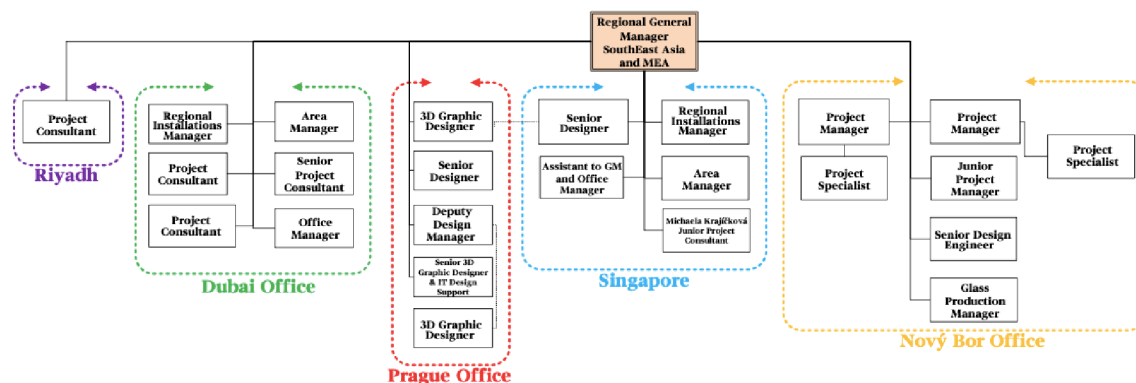 Regional General
Manager
SouthEast Asia
and MEA
Project
Consultant
Riyadh
Regional
Installations
Manager
Area
Manager
Project
Consultant
Senior
Project
Consultant
Project
Consultant
Office
Manager
Dubai Office
3D Graphic
Designer
Senior
Designer
Deputy
Design
Manager
Senior 3D
Graphic Designer
& IT Design
Support
3D Graphic
Designer
Prague Office
Senior
Designer
Regional
Installations
Manager
Assistant to GM
and Office
Manager
Area
Manager
Michaela Krajíčková
Junior Project
Consultant
Singapore
Project
Manager
Project
Manager
Project
Specialist
Project
Specialist
Junior
Project
Manager
Senior Design
Engineer
Glass
Production
Manager
Nový Bor Office